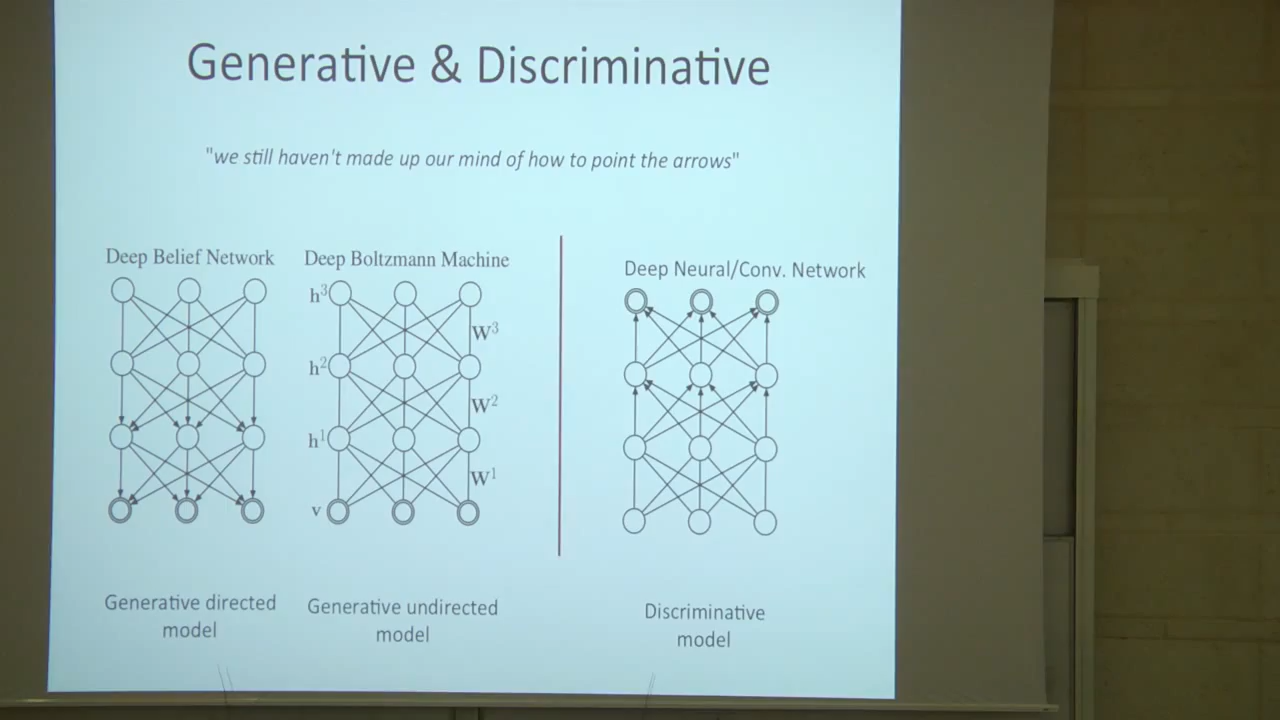 Generative & Discriminative
"we still haven't made up our mind of how to point the arrows"
Deep Belief Network
Deep Boltzmann Machine
h³
W³
h²
W²
h¹
W¹
v
Deep Neural/Conv. Network
Generative directed
model
Generative undirected
model
Discriminative
model